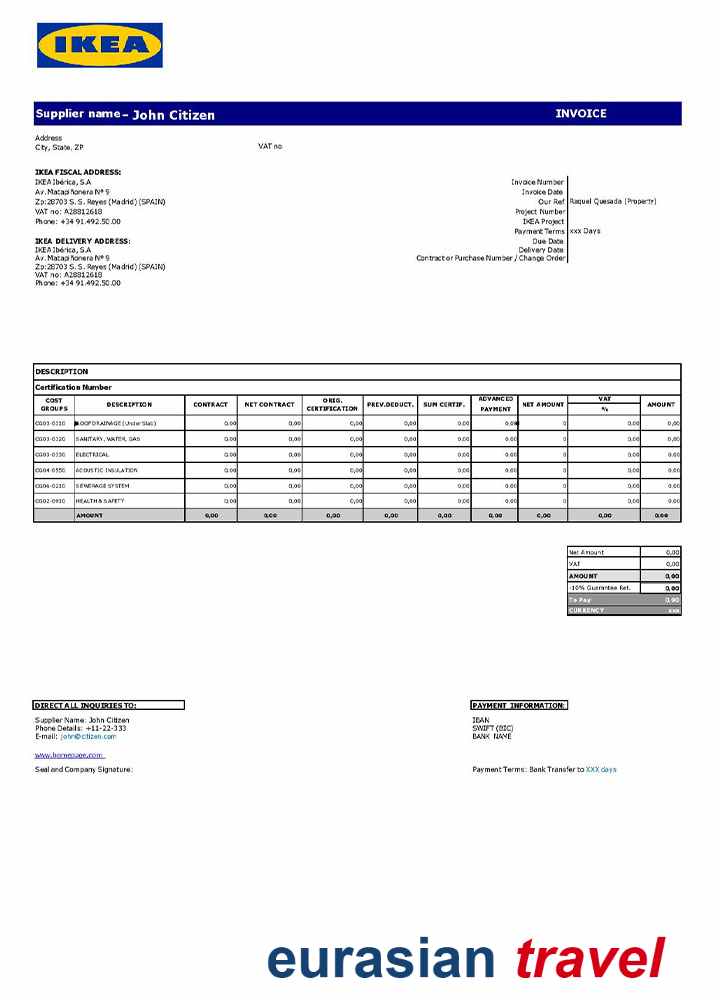 IKEA
Supplier name – John Citizen INVOICE
Address
City, State, ZP VAT no
IKEA FISCAL ADDRESS:
IKEA Ibérica, S.A
Av. Matapiñonera Nº 9
Zp:28703 S. S. Reyes (Madrid) (SPAIN)
VAT no: A28812618
Phone: +34 91.492.50.00
Invoice Number
Invoice Date
Our Ref Raquel Quesada (Property)
Project Number
IKEA Project
Payment Terms xxx Days
Due Date
Delivery Date
Contract or Purchase Number / Change Order
IKEA DELIVERY ADDRESS:
IKEA Ibérica, S.A
Av. Matapiñonera Nº 9
Zp:28703 S. S. Reyes (Madrid) (SPAIN)
VAT no: A28812618
Phone: +34 91.492.50.00
DESCRIPTION
Certification Number
COST GROUPS DESCRIPTION CONTRACT NET CONTRACT ORIG. CERTIFICATION PREV.DEDUCT. SUM CERTIF. ADVANCED PAYMENT NET AMOUNT VAT % AMOUNT
CG03-0310 ROOF DRAINAGE (Under Slab) 0,00 0,00 0,00 0,00 0,00 0,00 0 0,00 0,00
CG03-0320 SANITARY, WATER, GAS 0,00 0,00 0,00 0,00 0,00 0,00 0 0,00 0,00
CG03-0330 ELECTRICAL 0,00 0,00 0,00 0,00 0,00 0,00 0 0,00 0,00
CG04-0550 ACOUSTIC INSULATION 0,00 0,00 0,00 0,00 0,00 0,00 0 0,00 0,00
CG04-0210 SEWERAGE SYSTEM 0,00 0,00 0,00 0,00 0,00 0,00 0 0,00 0,00
CG02-0910 HEALTH & SAFETY 0,00 0,00 0,00 0,00 0,00 0,00 0 0,00 0,00
AMOUNT 0,00 0,00 0,00 0,00 0,00 0,00 0,00 0,00 0,00
Net Amount 0,00
VAT 0,00
AMOUNT 0,00
-10% Guarantee Ret. 0,00
To Pay 0,00
CURRENCY xxx
DIRECT ALL INQUIRIES TO:
Supplier Name: John Citizen
Phone Details: +11-22-333
E-mail: john@citizen.com
www.homepage.com
Seal and Company Signature:
PAYMENT INFORMATION:
IBAN
SWIFT (BIC)
BANK NAME
Payment Terms: Bank Transfer to XXX days
eurasian travel